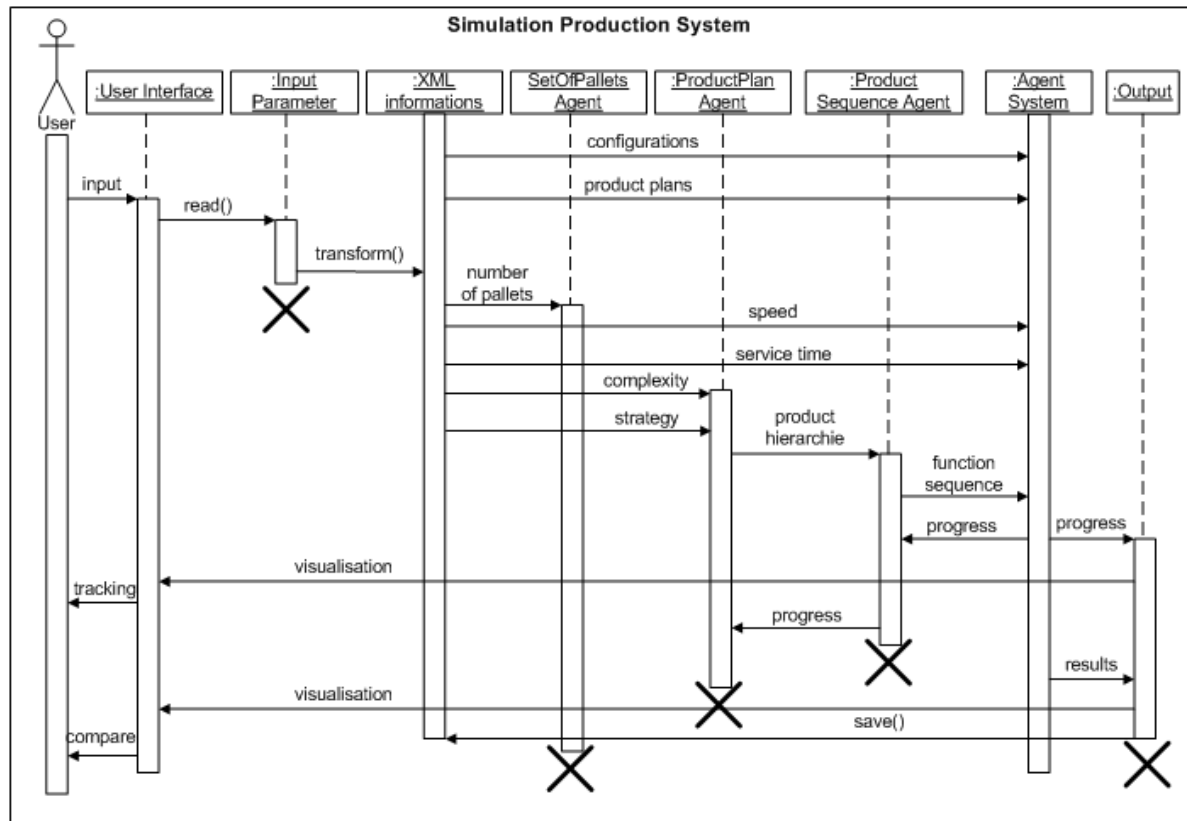 Simulation Production System
User
:User Interface
:Input
Parameter
:XML
informations
SetOfPallets
Agent
:ProductPlan
Agent
:Product
Sequence Agent
:Agent
System
:Output
configurations
input
product plans
read()
transform()
number
of pallets
speed
service time
complexity
strategy
product
hierarchie
function
sequence
progress
progress
visualisation
tracking
progress
results
visualisation
save()
compare